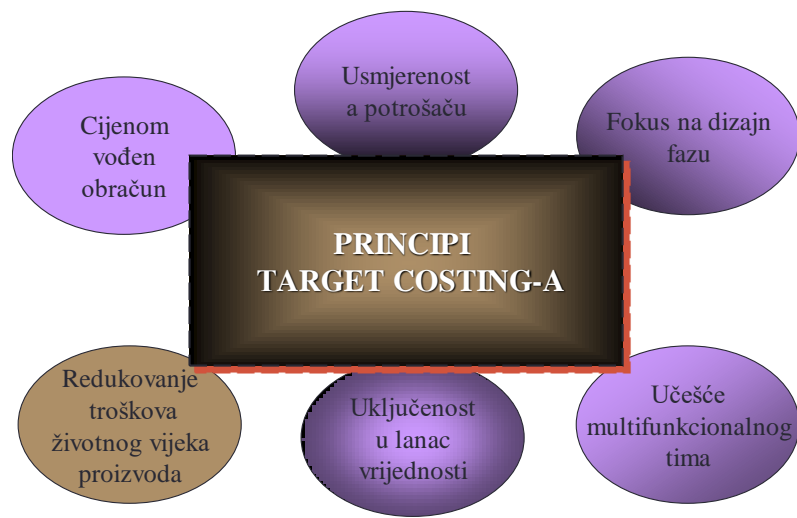 Usmjerenost
a potrošaču
Cijenom
vođen
obračun
Fokus na dizajn
fazu
PRINCIPI
TARGET COSTING-A
Redukovanje
troškova
životnog vijeka
proizvoda
Uključenost
u lanac
vrijednosti
Učešće
multifunkcionalnog
tima